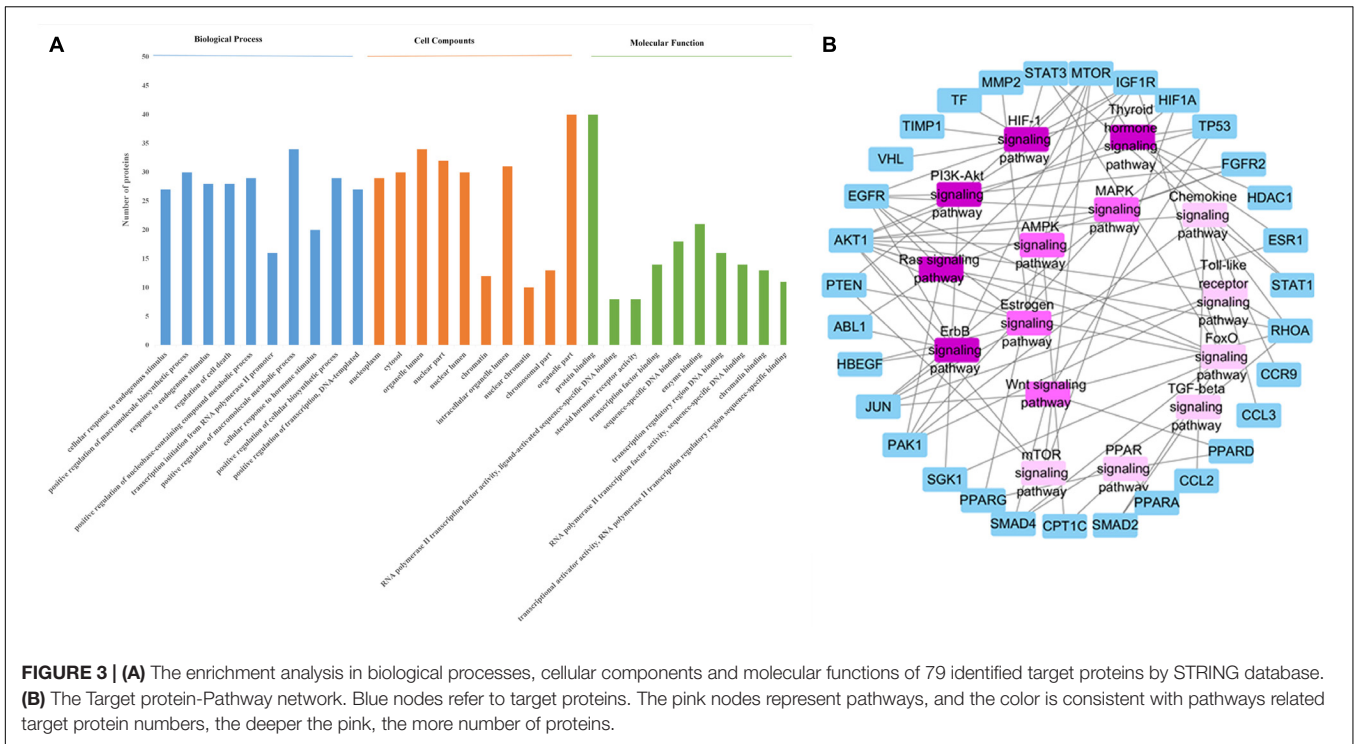 A
Biological Process
Cell Compounds
Molecular Function
50
45
40
35
30
25
20
15
10
5
0
Number of proteins
cellular response to endogenous stimulus
positive regulation of macromolecule biosynthetic process
response to endogenous stimulus
regulation of cell death
positive regulation of nucleobase-containing compound metabolic process
transcription initiation from RNA polymerase II promoter
positive regulation of macromolecule metabolic process
cellular response to hormone stimulus
positive regulation of cellular biosynthetic process
positive regulation of transcription, DNA-templated
nucleoplasm
cytosol
organelle lumen
nuclear part
nuclear lumen
chromatin
intracellular organelle lumen
nuclear chromatin
chromosomal part
organelle part
protein binding
RNA polymerase II transcription factor activity, ligand-activated sequence-specific DNA binding
steroid hormone receptor activity
transcription factor binding
sequence-specific DNA binding
enzyme binding
transcription regulatory region DNA binding
RNA polymerase II transcription factor activity, sequence-specific DNA binding
chromatin binding
transcriptional activator activity, RNA polymerase II transcription regulatory region sequence-specific binding
B
STAT3
MTOR
IGF1R
MMP2
HIF1A
TF
TP53
TIMP1
FGFR2
VHL
HDAC1
EGFR
ESR1
AKT1
STAT1
PTEN
RHOA
ABL1
CCR9
HBEGF
CCL3
JUN
PPARD
PAK1
CCL2
SGK1
PPARA
PPARG
SMAD2
SMAD4
CPT1C
HIF-1
signaling
pathway
Thyroid
hormone
signaling
pathway
PI3K-Akt
signaling
pathway
MAPK
signaling
pathway
Chemokine
signaling
pathway
AMPK
signaling
pathway
Ras signaling
pathway
Toll-like
receptor
signaling
pathway
Estrogen
signaling
pathway
ErbB
signaling
pathway
FoxO
signaling
pathway
Wnt signaling
pathway
TGF-beta
signaling
pathway
mTOR
signaling
pathway
PPAR
signaling
pathway
FIGURE 3 | (A) The enrichment analysis in biological processes, cellular components and molecular functions of 79 identified target proteins by STRING database.
(B) The Target protein-Pathway network. Blue nodes refer to target proteins. The pink nodes represent pathways, and the color is consistent with pathways related
target protein numbers, the deeper the pink, the more number of proteins.